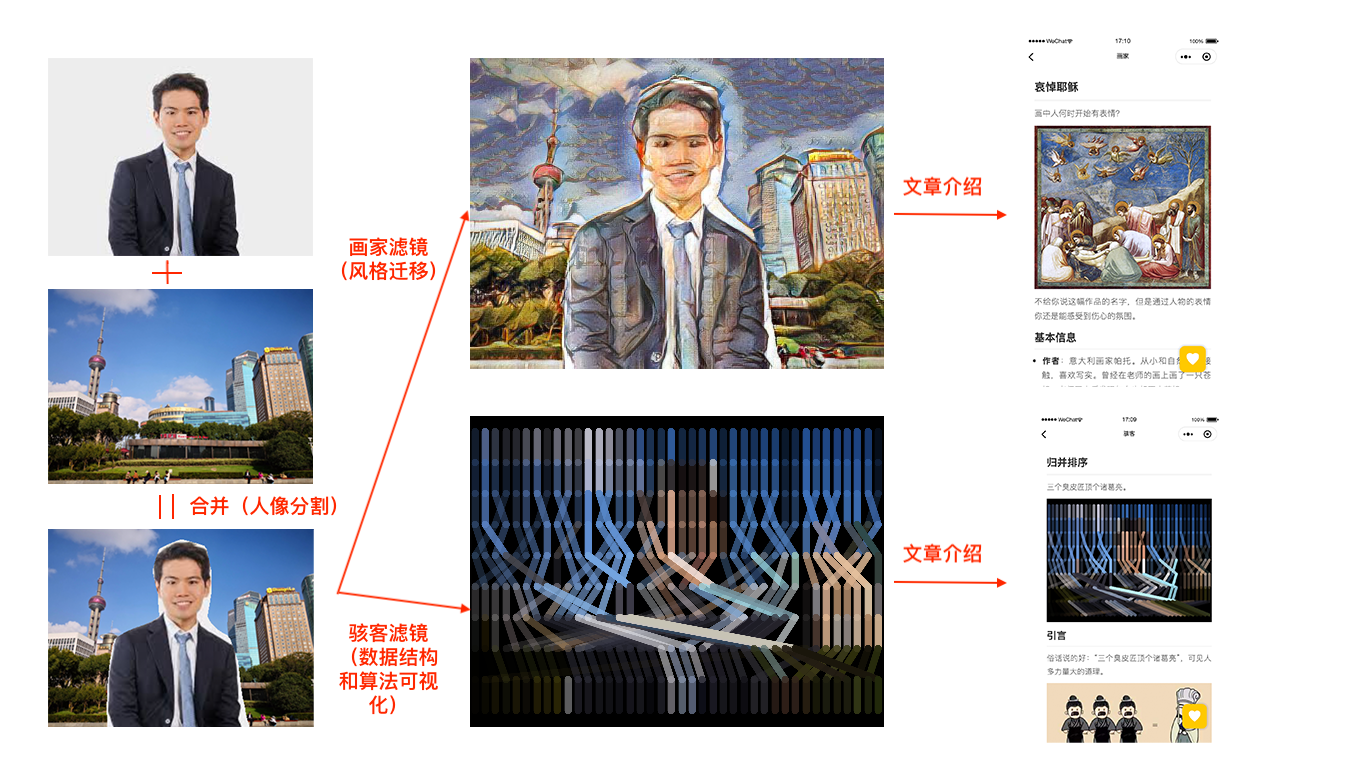 合并（人像分割）
画家滤镜
（风格迁移）
骇客滤镜
（数据结构
和算法可视
化）
文章介绍
文章介绍
WeChat
17:10
100%
画家
哀悼耶稣
画中人何时开始有表情？
不给你说这幅作品的名字，但是通过人物的表情
你还是能感受到伤心的氛围。
基本信息
作者：意大利画家帕托。从小和自
触，喜欢写实。曾经在老师的画上画了一只苍
WeChat
17:09
100%
骇客
归并排序
三个臭皮匠顶个诸葛亮。
引言
俗话说的好：“三个臭皮匠顶个诸葛亮”，可见人
多力量大的道理。